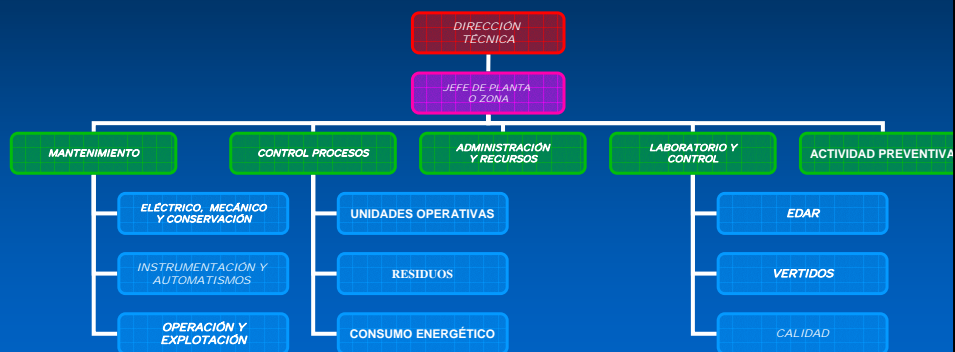 DIRECCIÓN
TÉCNICA
JEFE DE PLANTA
O ZONA
MANTENIMIENTO
CONTROL PROCESOS
ADMINISTRACIÓN
Y RECURSOS
LABORATORIO Y
CONTROL
ACTIVIDAD PREVENTIVA
ELÉCTRICO, MECÁNICO
Y CONSERVACIÓN
UNIDADES OPERATIVAS
EDAR
INSTRUMENTACIÓN Y
AUTOMATISMOS
RESIDUOS
VERTIDOS
OPERACIÓN Y
EXPLOTACIÓN
CONSUMO ENERGÉTICO
CALIDAD